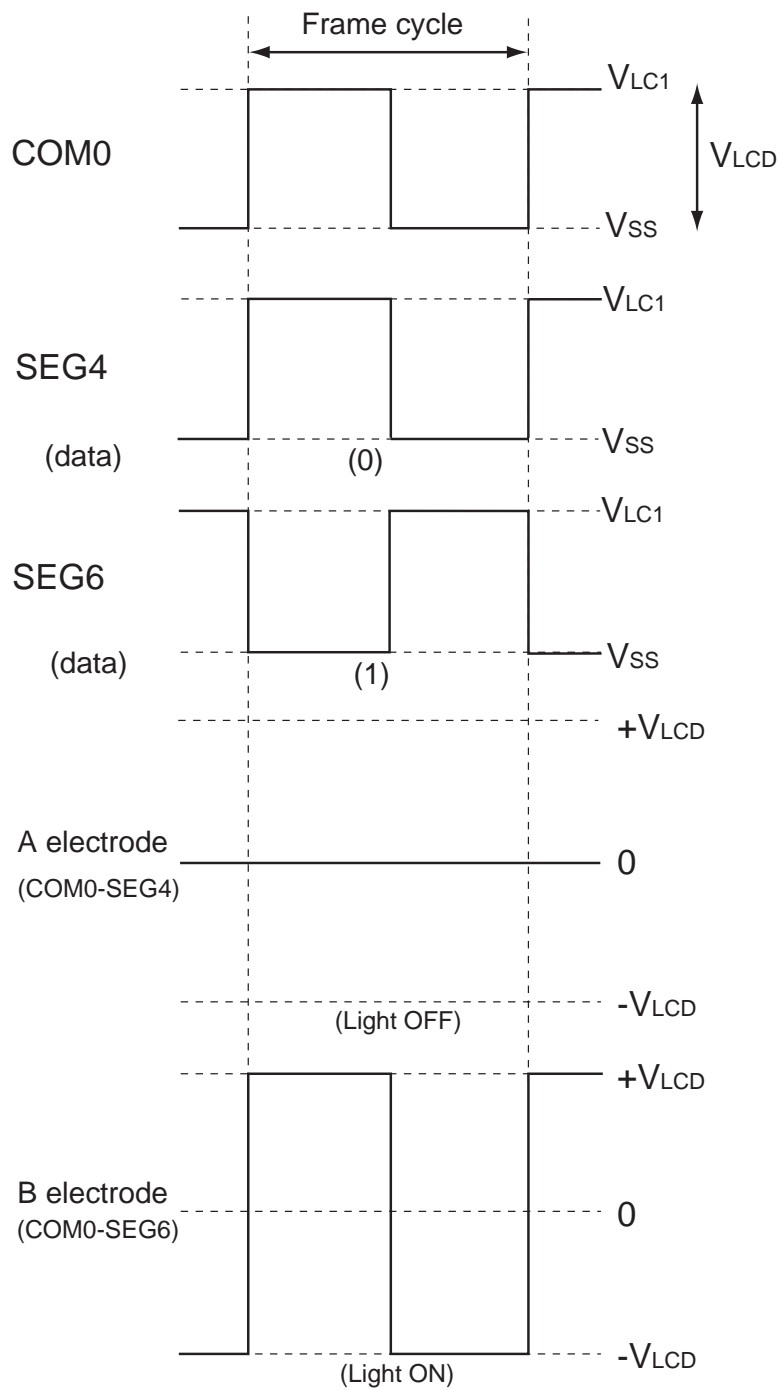 Frame cycle
VLC1
COM0
VLCD
VSS
VLC1
SEG4
VSS
(data)
(0)
VLC1
SEG6
VSS
(data)
(1)
+VLCD
A electrode
0
(COM0-SEG4)
-VLCD
(Light OFF)
+VLCD
B electrode
0
(COM0-SEG6)
-VLCD
(Light ON)